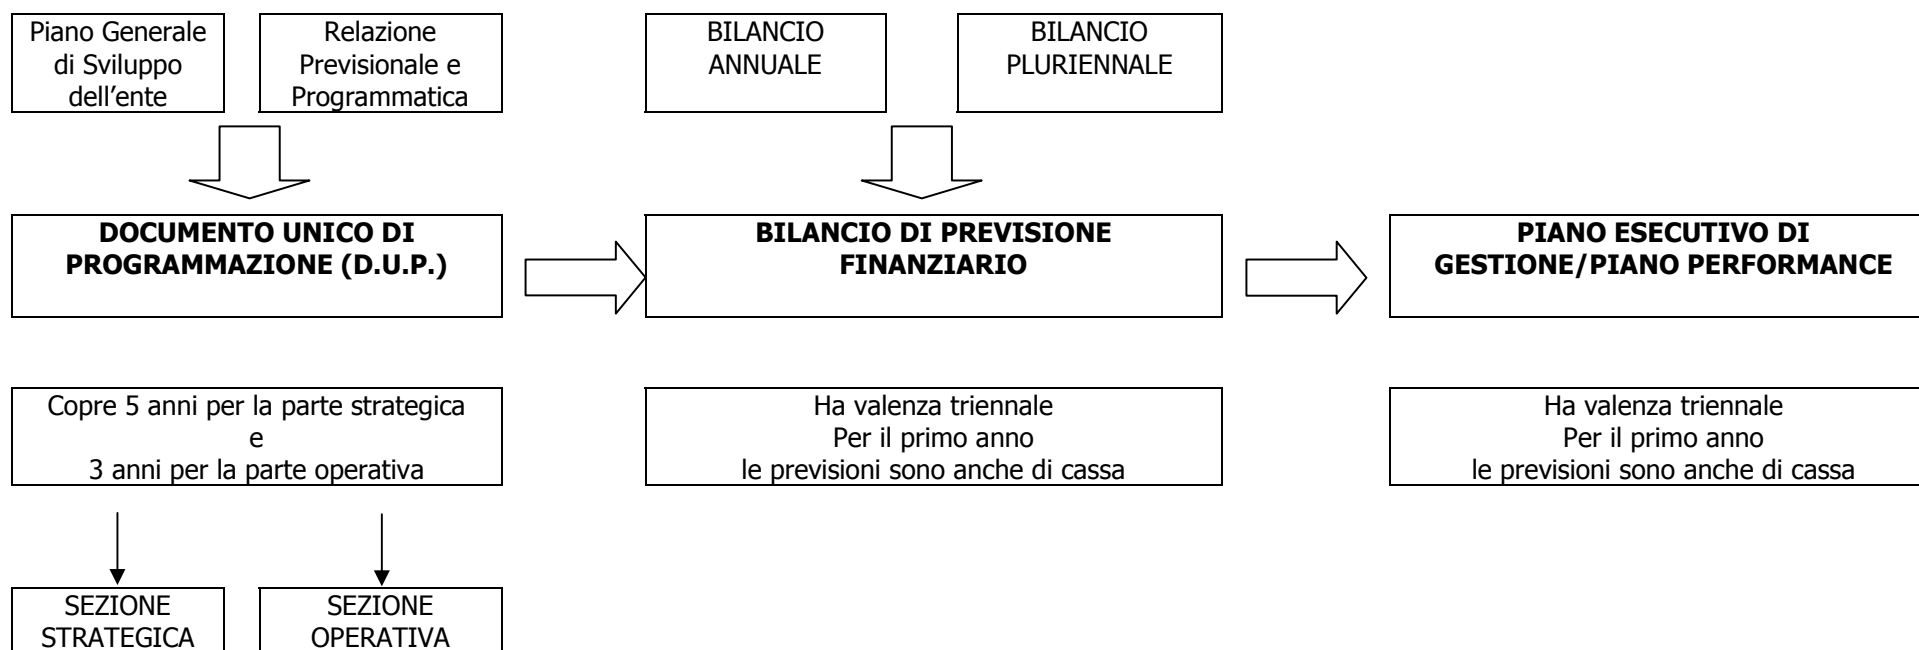 Piano Generale
di Sviluppo
dell’ente
Relazione
Previsionale e
Programmatica
BILANCIO
ANNUALE
BILANCIO
PLURIENNALE
DOCUMENTO UNICO DI
PROGRAMMAZIONE (D.U.P.)
BILANCIO DI PREVISIONE
FINANZIARIO
PIANO ESECUTIVO DI
GESTIONE/PIANO PERFORMANCE
Copre 5 anni per la parte strategica
e
3 anni per la parte operativa
Ha valenza triennale
Per il primo anno
le previsioni sono anche di cassa
Ha valenza triennale
Per il primo anno
le previsioni sono anche di cassa
SEZIONE
STRATEGICA
SEZIONE
OPERATIVA